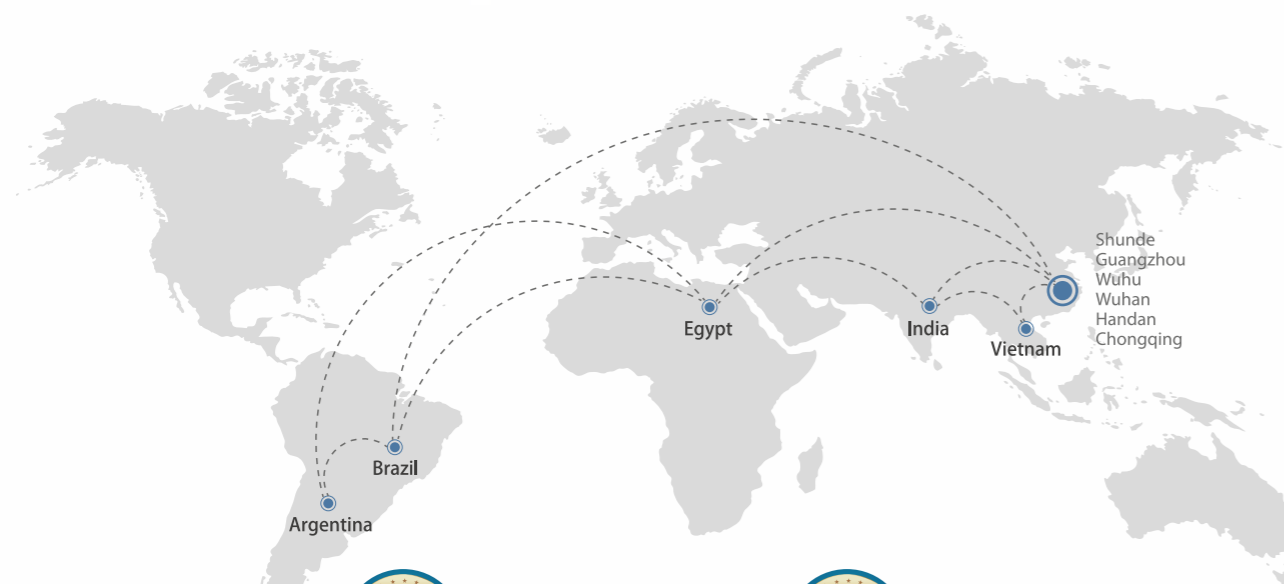 Shunde
Guangzhou
Wuhu
Wuhan
Handan
Chongqing
Egypt
India
Vietnam
Brazil
Argentina